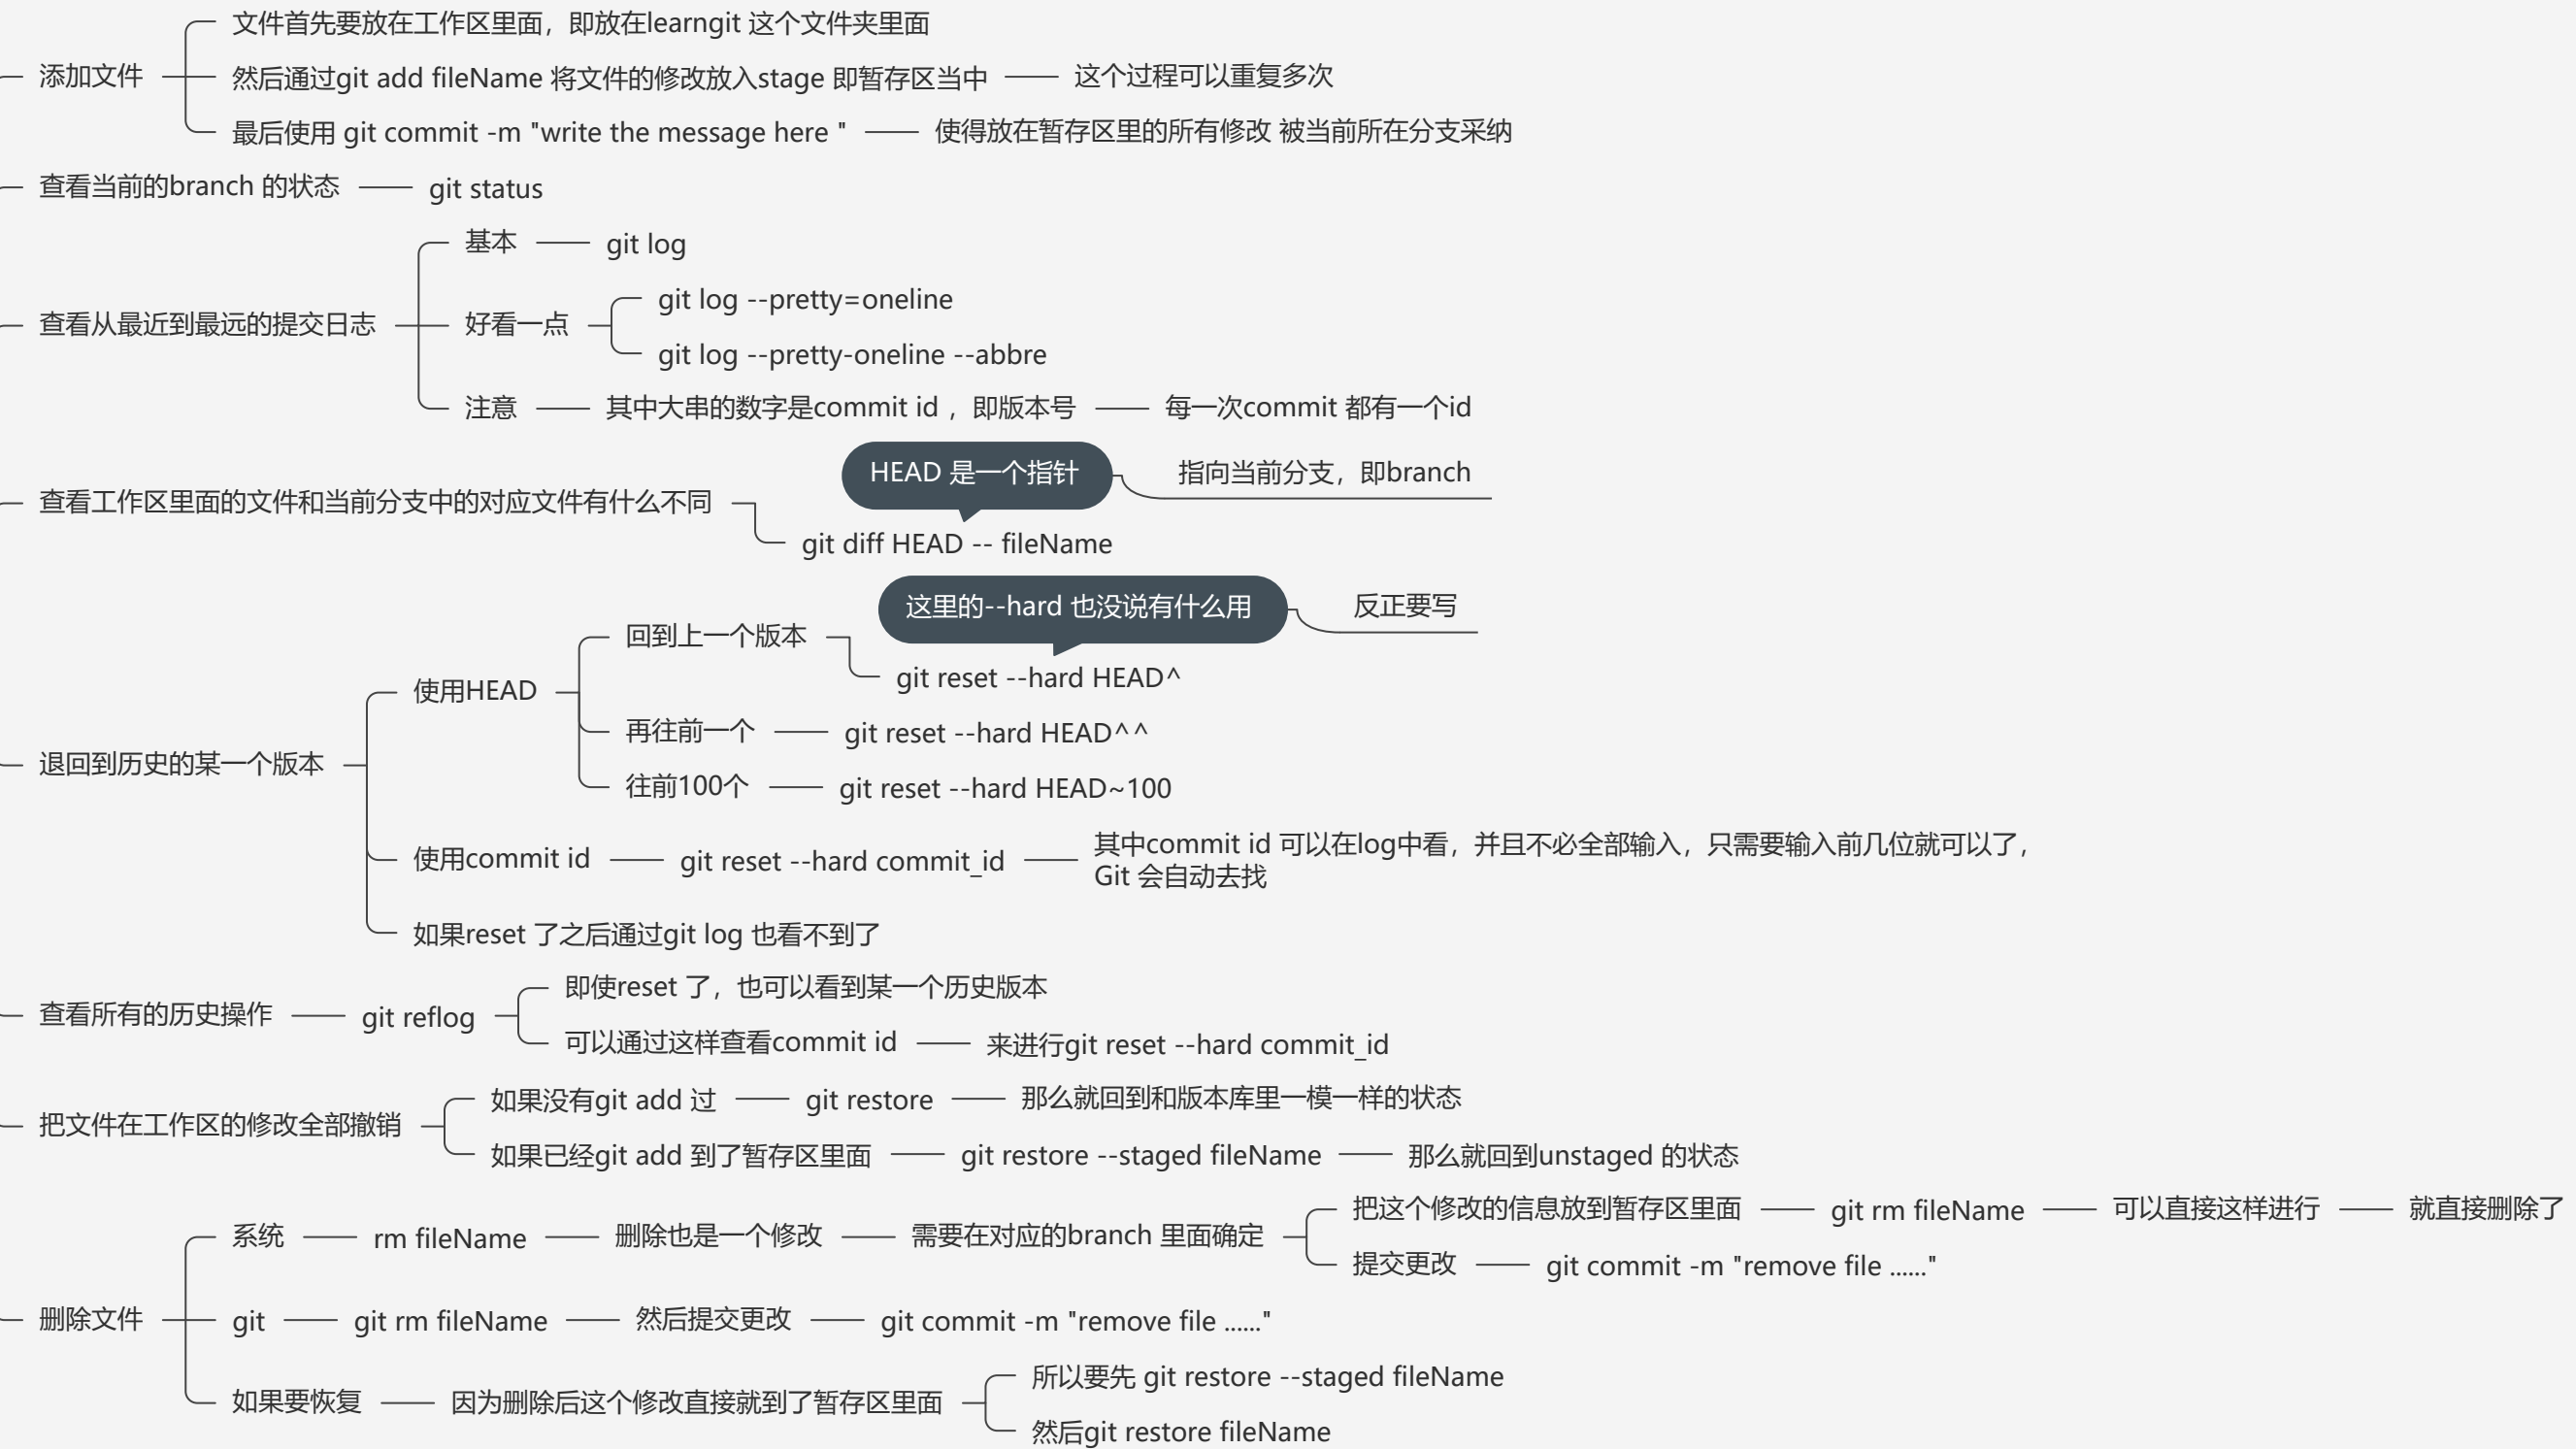 文件首先要放在工作区里面，即放在learngit 这个文件夹里面
添加文件
然后通过git add fileName 将文件的修改放入stage 即暂存区当中
这个过程可以重复多次
最后使用 git commit -m "write the message here "
使得放在暂存区里的所有修改 被当前所在分支采纳
查看当前的branch 的状态
git status
查看从最近到最远的提交日志
基本
git log
好看一点
git log --pretty=oneline
git log --pretty-oneline --abbre
注意
其中大串的数字是commit id ，即版本号
每一次commit 都有一个id
查看工作区里面的文件和当前分支中的对应文件有什么不同
HEAD 是一个指针
指向当前分支，即branch
git diff HEAD -- fileName
退回到历史的某一个版本
使用HEAD
回到上一个版本
这里的--hard 也没说有什么用
反正要写
git reset --hard HEAD^
再往前一个
git reset --hard HEAD^^
往前100个
git reset --hard HEAD~100
使用commit id
git reset --hard commit_id
其中commit id 可以在log中看，并且不必全部输入，只需要输入前几位就可以了，
Git 会自动去找
如果reset 了之后通过git log 也看不到了
查看所有的历史操作
git reflog
即使reset 了，也可以看到某一个历史版本
可以通过这样查看commit id
来进行git reset --hard commit_id
把文件在工作区的修改全部撤销
如果没有git add 过
git restore
那么就回到和版本库里一模一样的状态
如果已经git add 到了暂存区里面
git restore --staged fileName
那么就回到unstaged 的状态
删除文件
系统
rm fileName
删除也是一个修改
需要在对应的branch 里面确定
把这个修改的信息放到暂存区里面
git rm fileName
可以直接这样进行
就直接删除了
提交更改
git commit -m "remove file ......"
git
git rm fileName
然后提交更改
git commit -m "remove file ......"
如果要恢复
因为删除后这个修改直接就到了暂存区里面
所以要先 git restore --staged fileName
然后git restore fileName